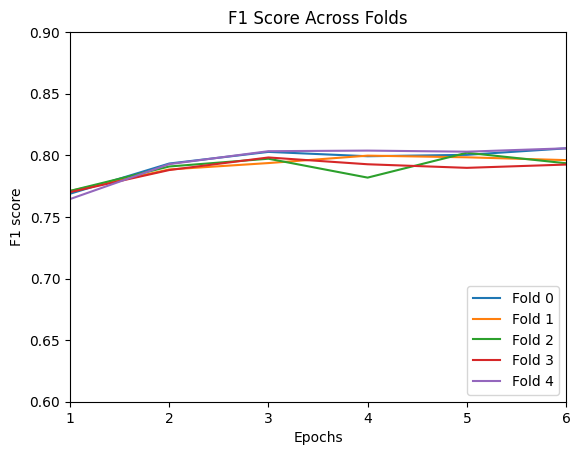 F1 Score Across Folds
F1 score
0.90
0.85
0.80
0.75
0.70
0.65
0.60
1 2 3 4 5 6
Epochs
Fold 0
Fold 1
Fold 2
Fold 3
Fold 4